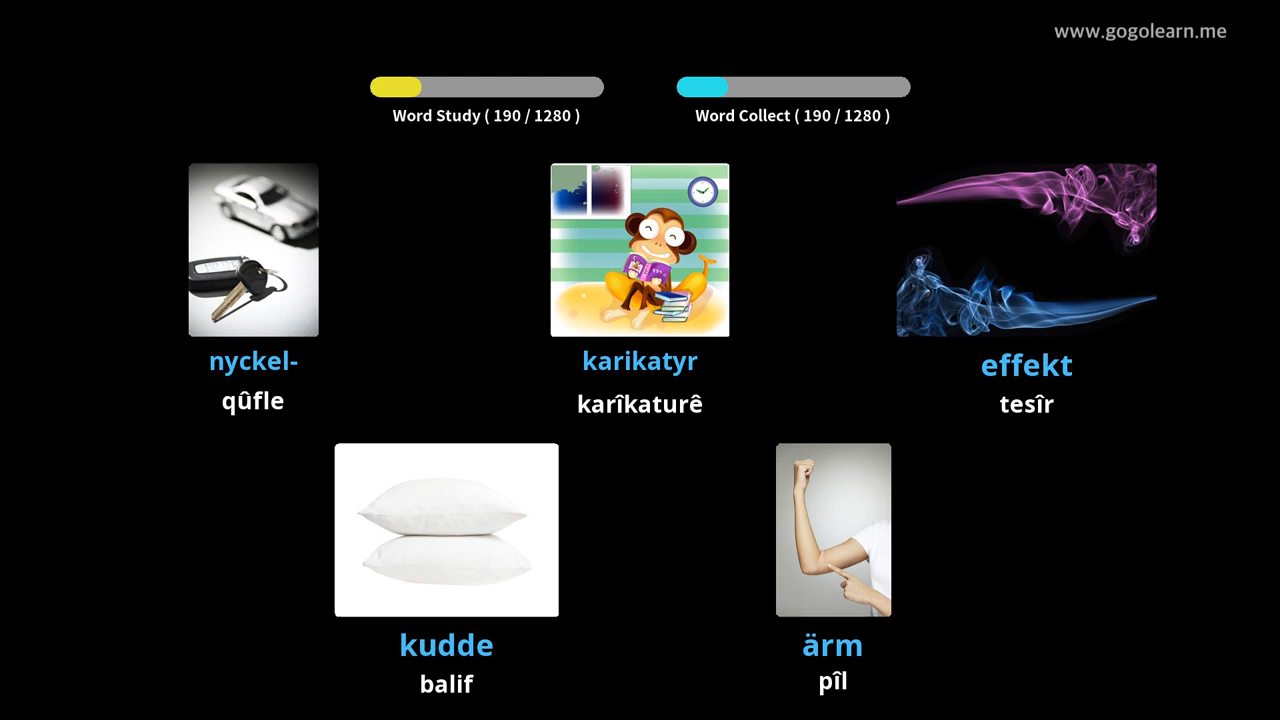 www.gogolearn.me
Word Study ( 190 / 1280 )
Word Collect ( 190 / 1280 )
nyckel-
qûfle
karikatyr
karîkaturê
effekt
tesîr
kudde
balif
ärm
pîl